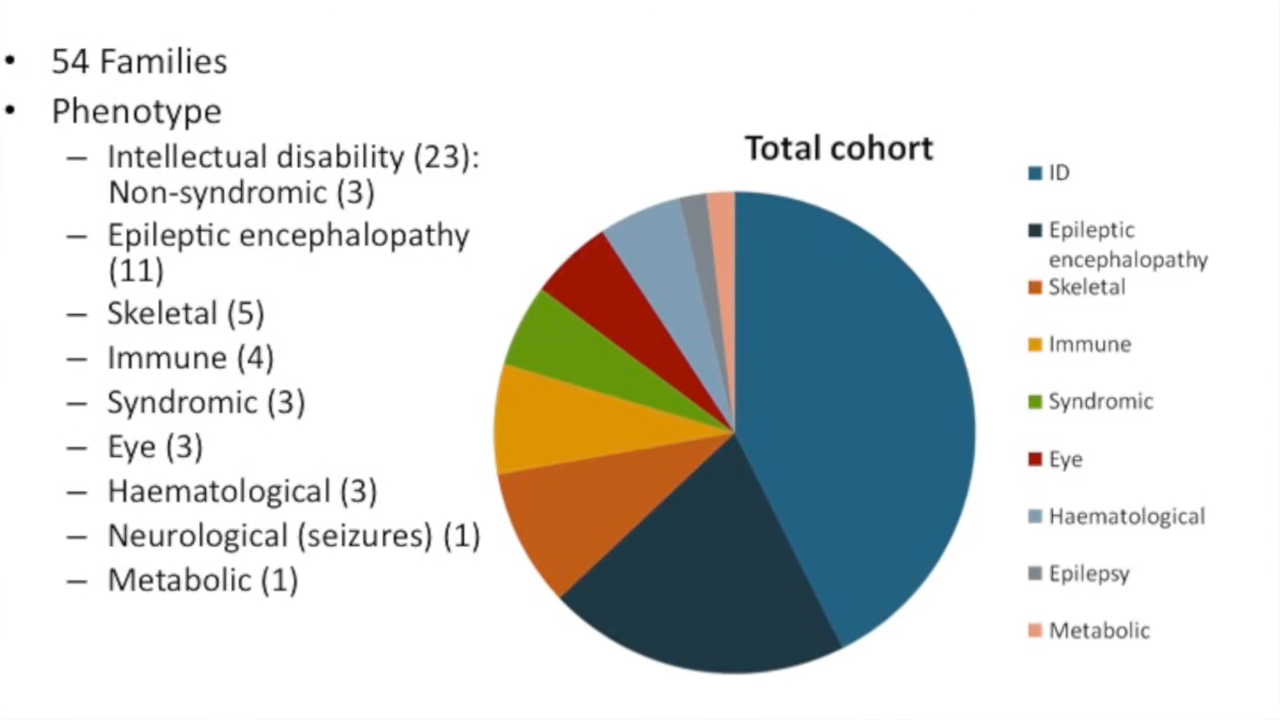 • 54 Families
• Phenotype
– Intellectual disability (23):
Non-syndromic (3)
– Epileptic encephalopathy
(11)
– Skeletal (5)
– Immune (4)
– Syndromic (3)
– Eye (3)
– Haematological (3)
– Neurological (seizures) (1)
– Metabolic (1)
Total cohort
ID
Epileptic
encephalopathy
Skeletal
Immune
Syndromic
Eye
Haematological
Epilepsy
Metabolic